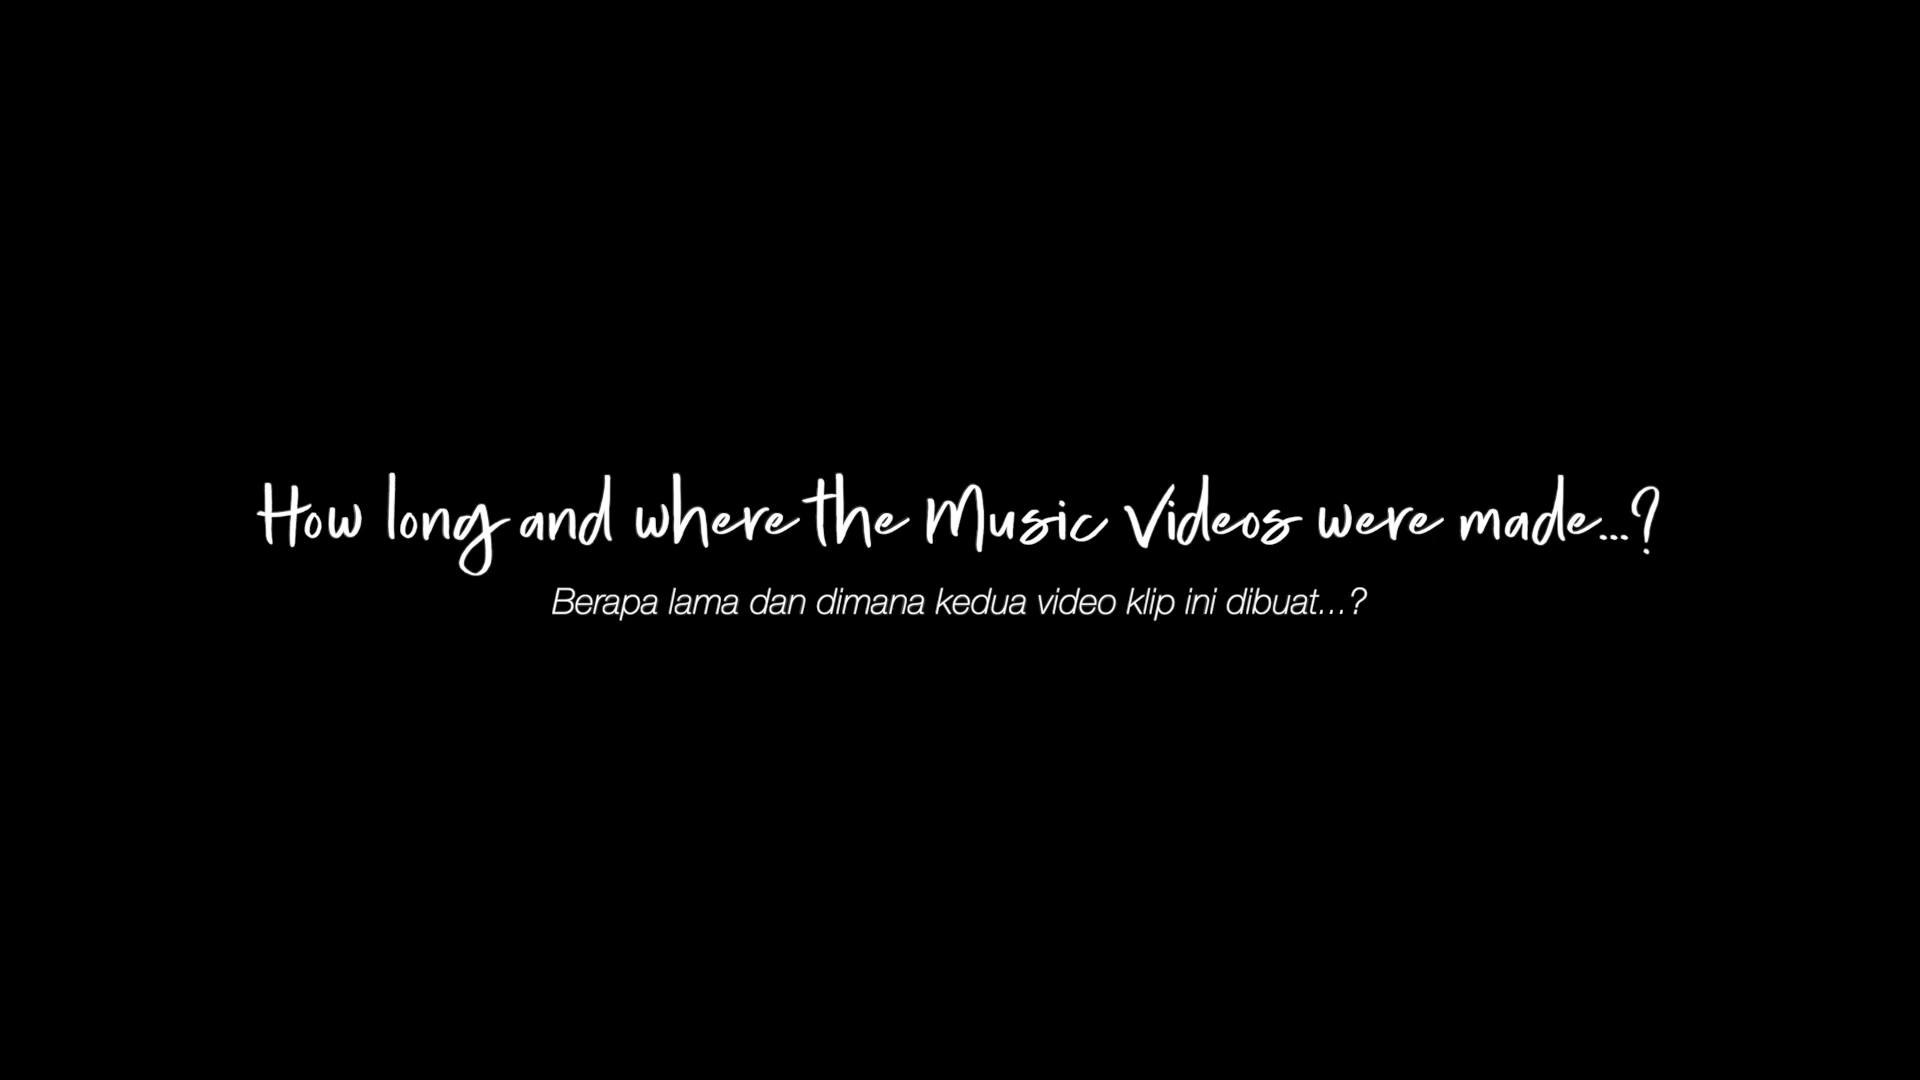 How long and where the Music Videos were made...?
Berapa lama dan dimana kedua video klip ini dibuat...?